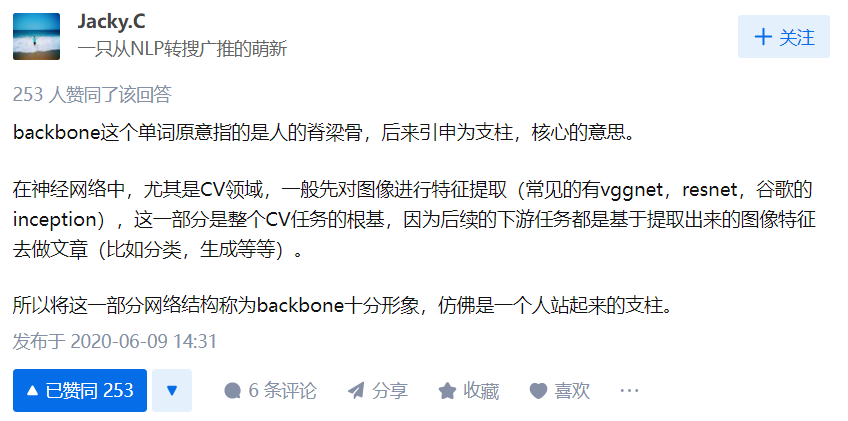 Jacky.C
一只从NLP转搜广推的萌新
关注
253 人赞同了该回答
backbone这个单词原意指的是人的脊梁骨，后来引申为支柱，核心的意思。
在神经网络中，尤其是CV领域，一般先对图像进行特征提取（常见的有vggnet，resnet，谷歌的
inception），这一部分是整个CV任务的根基，因为后续的下游任务都是基于提取出来的图像特征
去做文章（比如分类，生成等等）。
所以将这一部分网络结构称为backbone十分形象，仿佛是一个人站起来的支柱。
发布于 2020-06-09 14:31
已赞同 253 6 条评论 分享 收藏 喜欢 ···